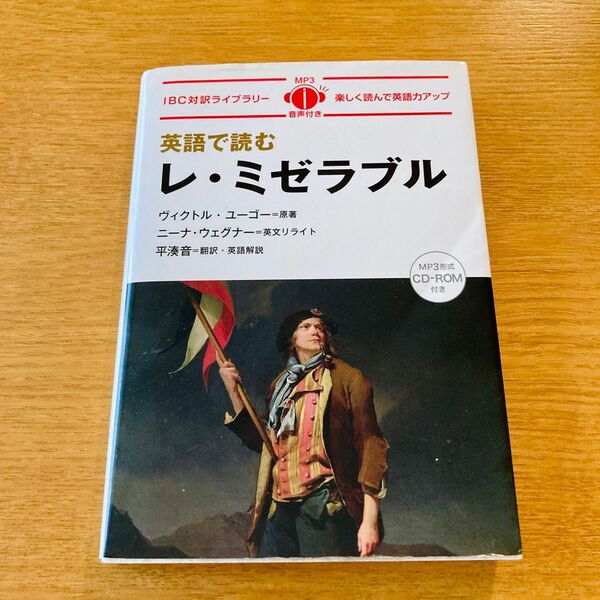 IBC対訳ライブラリー
MP3
音声付き
楽しく読んで英語力アップ
英語で読む
レ・ミゼラブル
ヴィクトル・ユーゴー=原著
ニーナ・ウェグナー=英文リライト
平湊音=翻訳・英語解説
MP3形式
CD-ROM
付き